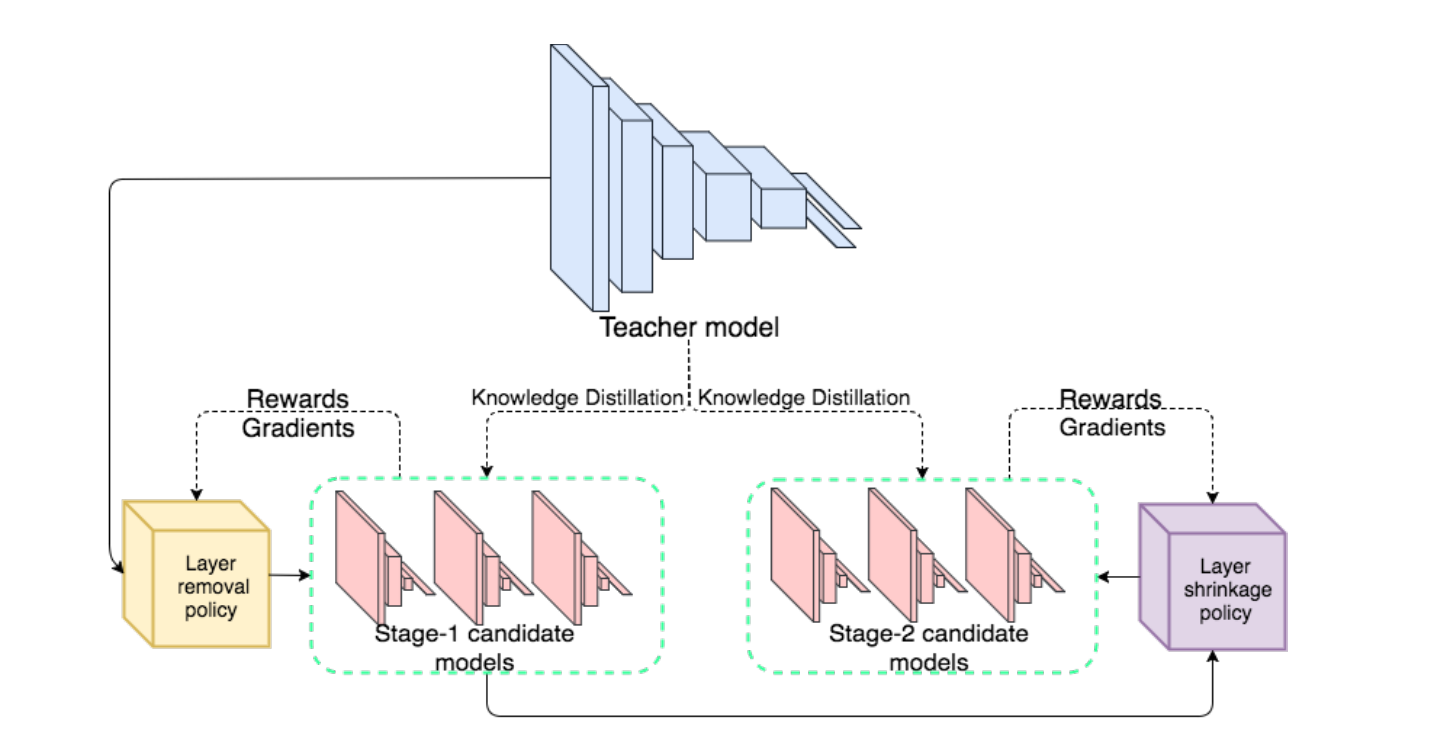 Teacher model
Rewards
Gradients
Knowledge Distillation
Knowledge Distillation
Rewards
Gradients
Layer
removal
policy
Stage-1 candidate
models
Stage-2 candidate
models
Layer
shrinkage
policy